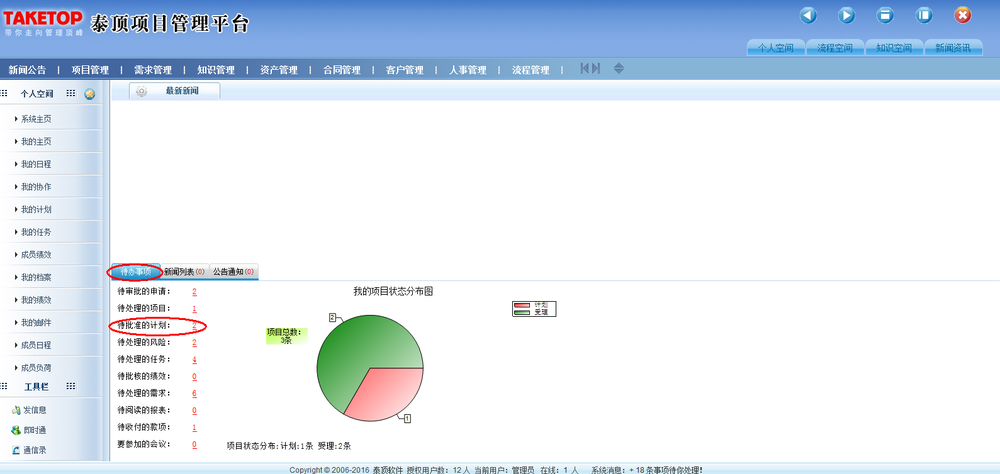 TAKETOP
带你走向管理顶峰
泰顶项目管理平台
个人空间 流程空间 知识空间 新闻资讯
新闻公告 | 项目管理 | 需求管理 | 知识管理 | 资产管理 | 合同管理 | 客户管理 | 人事管理 | 流程管理 |
个人空间
系统主页
我的主页
我的日程
我的协作
我的计划
我的任务
成员绩效
我的档案
我的绩效
我的邮件
成员日程
成员负荷
工具栏
发信息
即时通
通信录
最新新闻
待办事项 新闻列表(0) 公告通知(0)
待审批的申请: 2
待处理的项目: 1
待批准的计划: 2
待处理的风险: 2
待处理的任务: 4
待批核的绩效: 0
待处理的需求: 6
待阅读的报表: 0
待收付的款项: 1
要参加的会议: 0
我的项目状态分布图
计划
受理
项目总数:
3条
2
1
项目状态分布:计划:1条 受理:2条
Copyright © 2006-2016 泰顶软件 授权用户数: 12 人 当前用户: 管理员 在线: 1 人 系统消息: + 18 条事项待你处理!